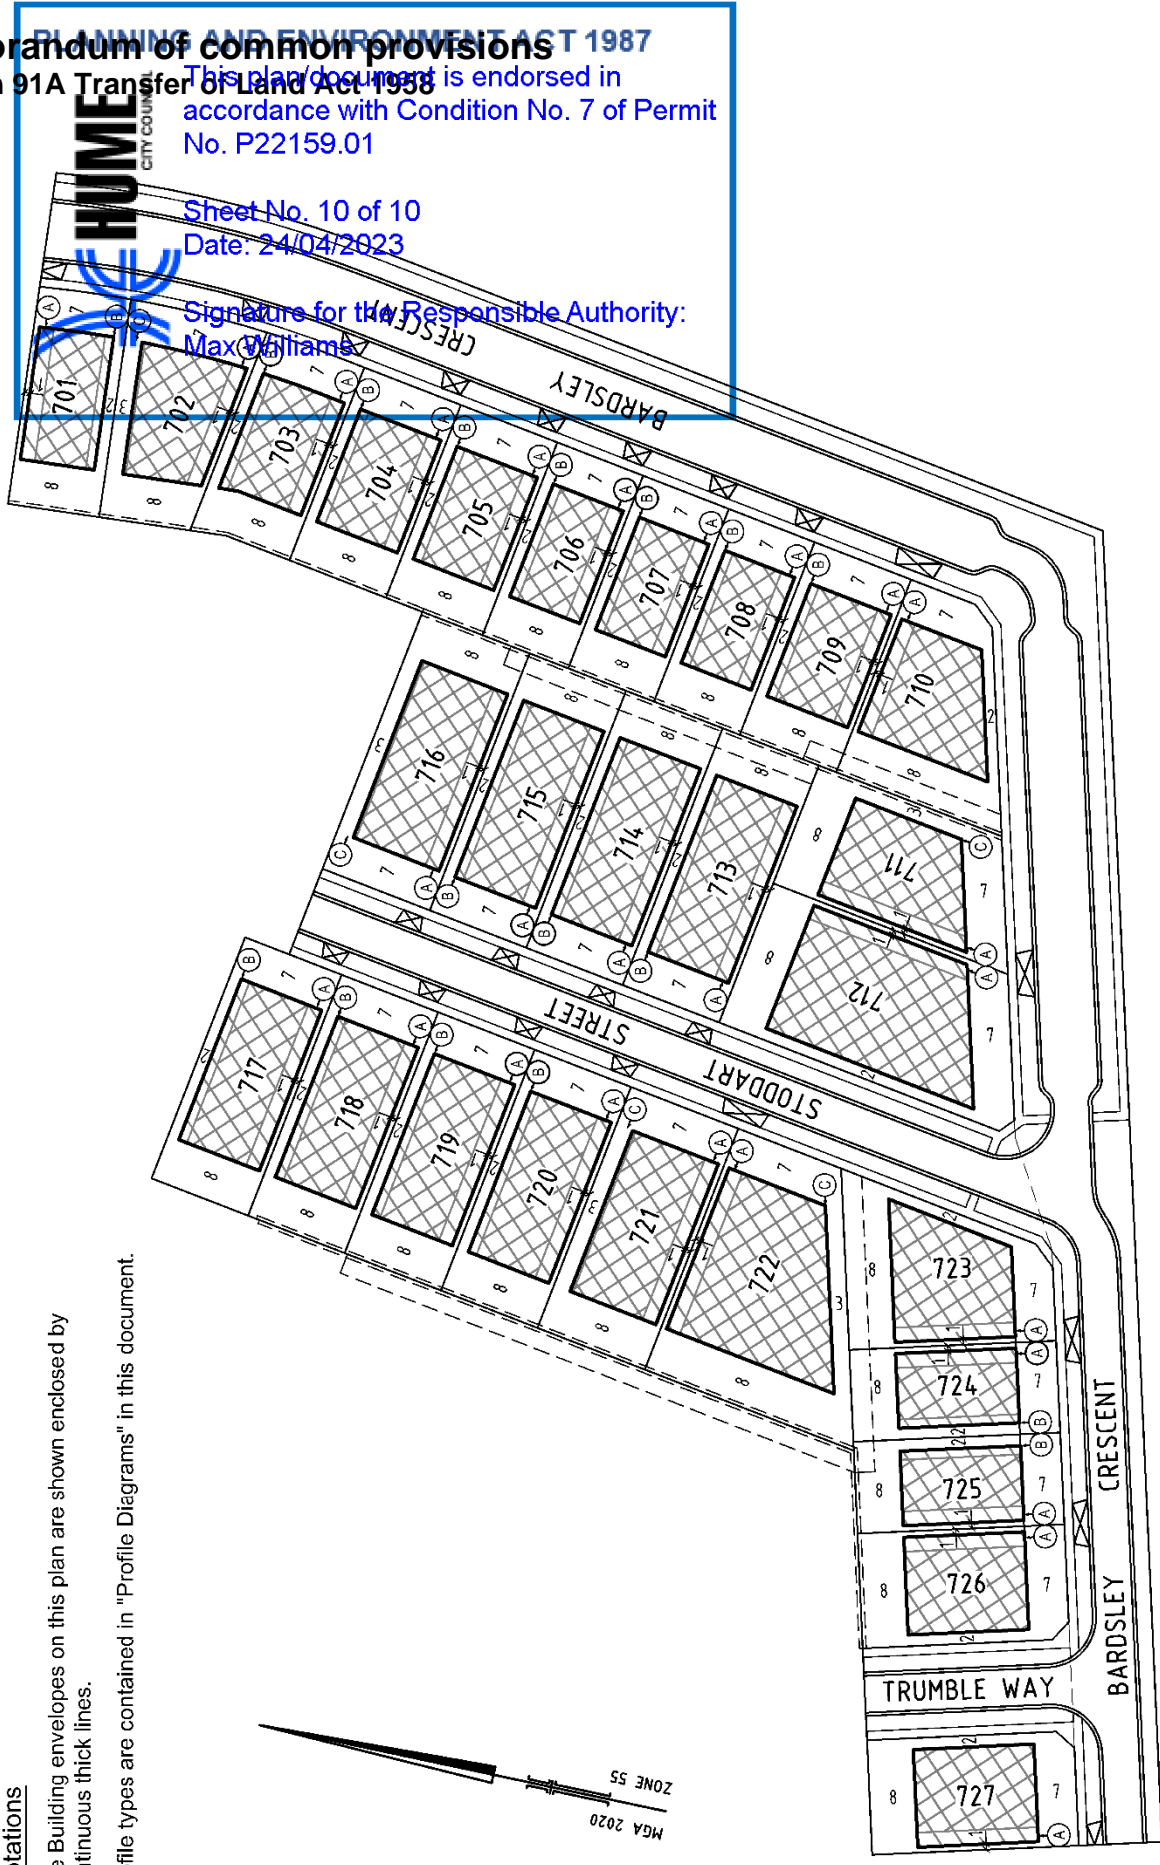 PLANNING AND ENVIRONMENT ACT 1987
orandum of common provisions
91A Transfer of Land Act 1958
This plan/document is endorsed in
accordance with Condition No. 7 of Permit
No. P22159.01
Sheet No. 10 of 10
Date: 24/04/2023
Signature for the Responsible Authority:
Max Williams
HUME
CITY COUNCIL
BARDSLEY
CRESCENT
701
702
703
704
705
706
707
708
709
710
716
715
714
713
711
712
STODDART
STREET
717
718
719
720
721
722
723
724
725
726
727
TRUMBLE WAY
BARDSLEY CRESCENT
MGA 2020
ZONE 55
otations
e Building envelopes on this plan are shown enclosed by
tinuous thick lines.
file types are contained in "Profile Diagrams" in this document.